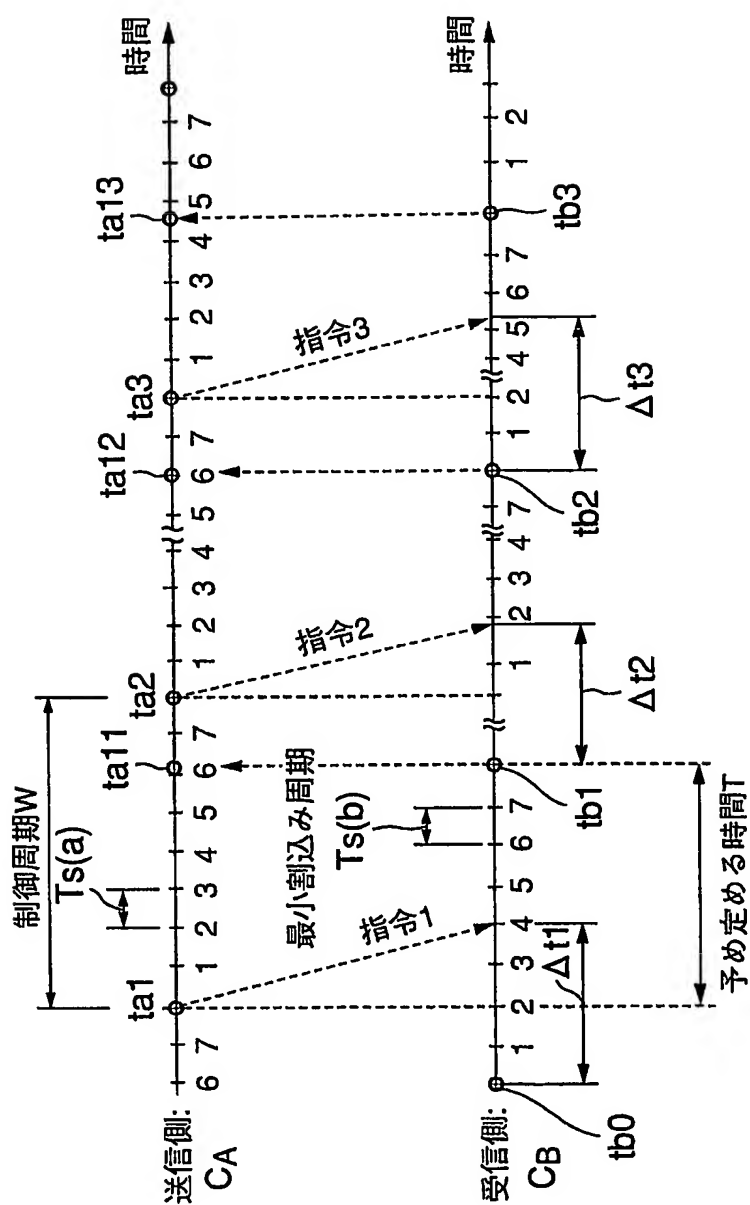 制御周期W
Ts(a)
ta1
ta11
ta2
ta12
ta3
ta13
時間
送信側:
CA
6 7 1 2 3 4 5 6 7 1 2 3 4 5 6 7 1 2 3 4 5 6 7
指令1
最小割込み周期
Ts(b)
指令2
指令3
時間
受信側:
CB
1 2 3 4 5 6 7 1 2 3 4 7 1 2 4 5 6 7 1 2
tb0
Δt1
tb1
Δt2
tb2
Δt3
tb3
予め定める時間T